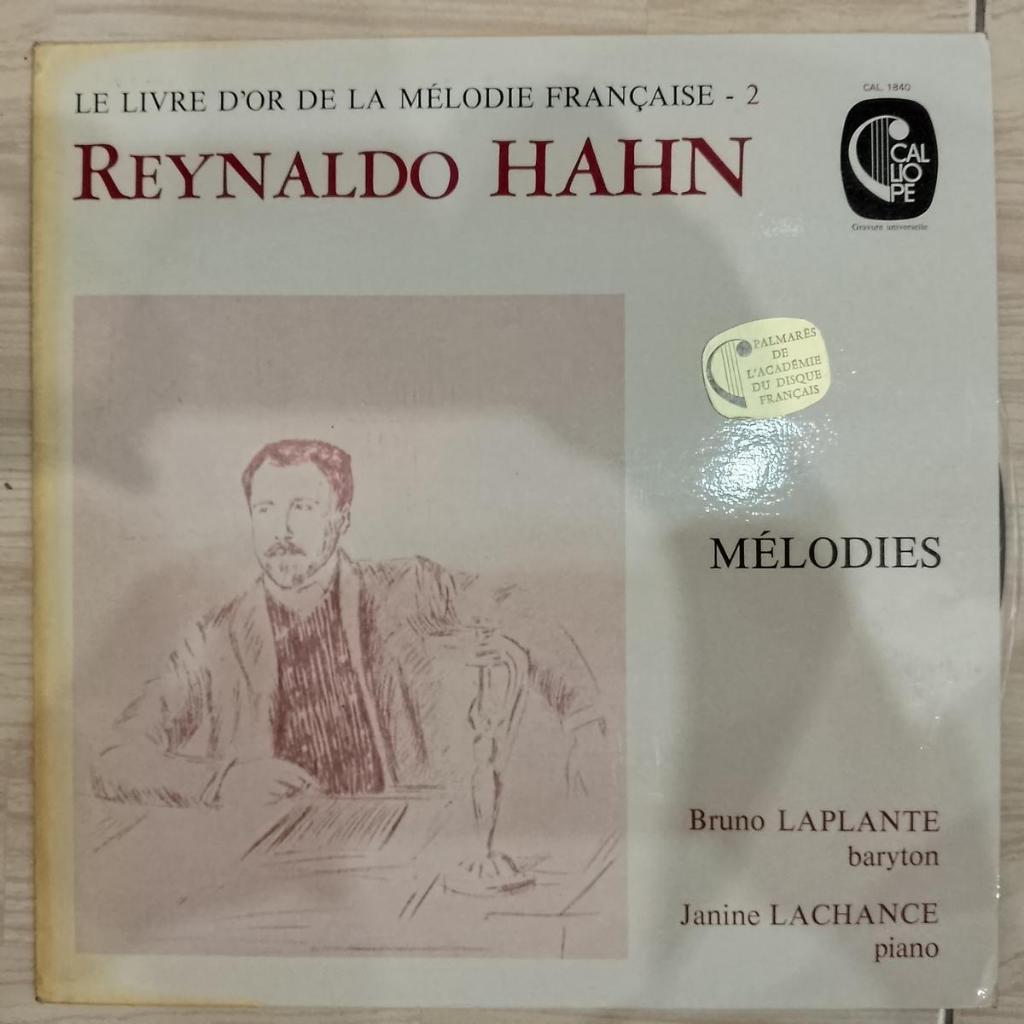 LE LIVRE D'OR DE LA MÉLODIE FRANÇAISE - 2
REYNALDO HAHN
CAL. 1840
CAL
LIO
PE
Gravure universelle
PALMARÈS
DE
L'ACADÉMIE
DU DISQUE
FRANÇAIS
MÉLODIES
Bruno LAPLANTE
baryton
Janine LACHANCE
piano